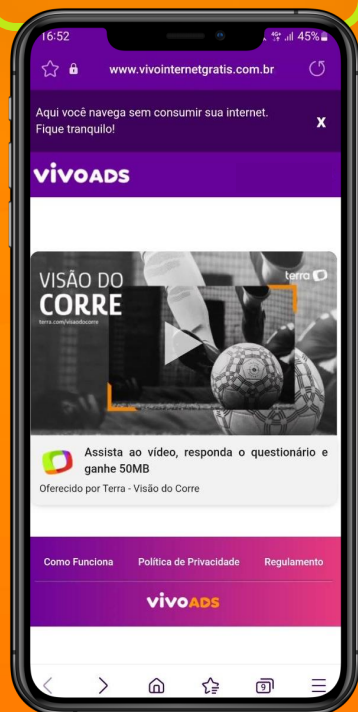 16:52
4G+ 45%
www.vivointernetgratis.com.br
Aqui você navega sem consumir sua internet.
Fique tranquilo!
X
vivoADS
VISÃO DO
CORRE
terra.com/visaodocorre
terra
Assista ao vídeo, responda o questionário e
ganhe 50MB
Oferecido por Terra - Visão do Corre
Como Funciona Política de Privacidade Regulamento
vivoADS
9